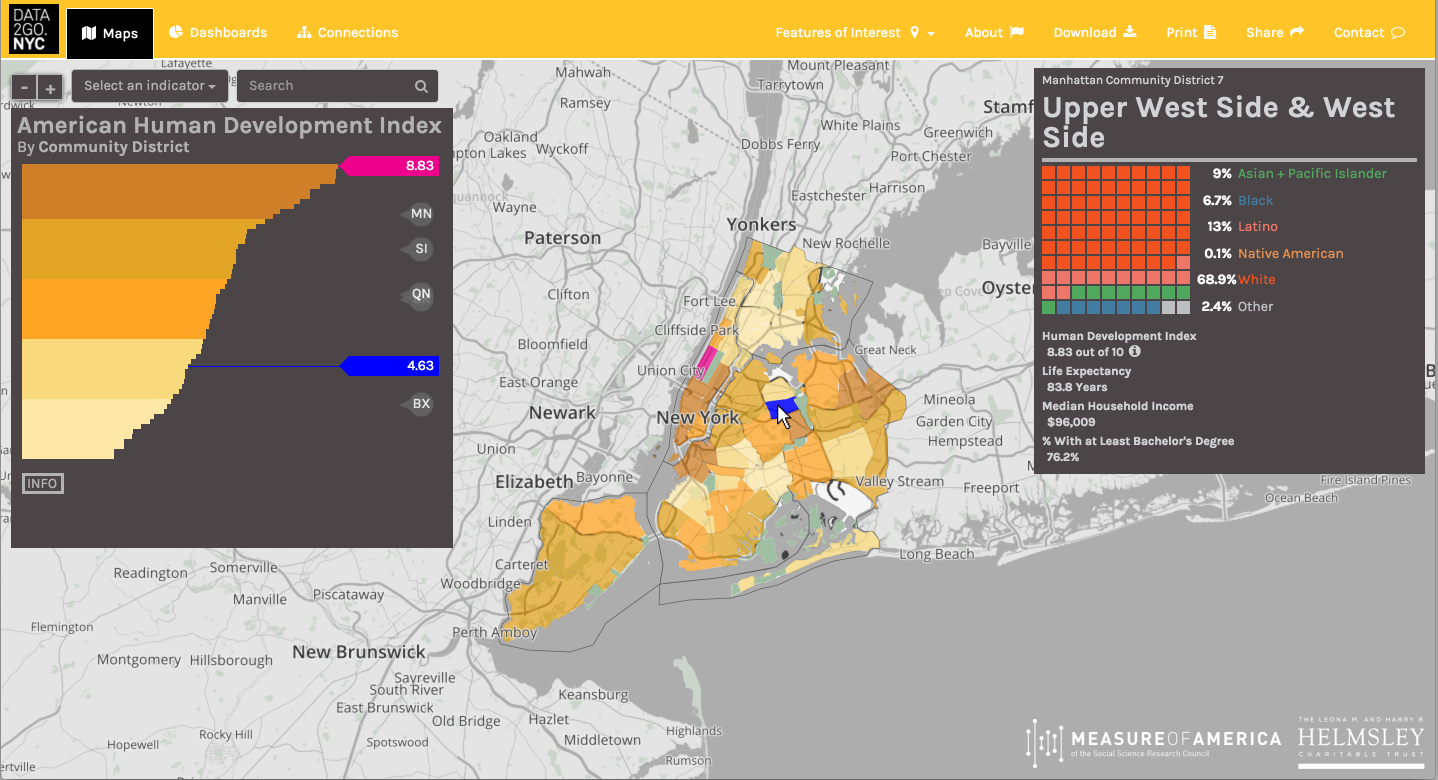 DATA
2GO.
NYC
Maps
Dashboards
Connections
Features of Interest
About
Download
Print
Share
Contact
- +
Select an indicator
Search
American Human Development Index
By Community District
8.83
MN
SI
QN
4.63
BX
INFO
Manhattan Community District 7
Upper West Side & West
Side
9% Asian + Pacific Islander
6.7% Black
13% Latino
0.1% Native American
68.9% White
2.4% Other
Human Development Index
8.83 out of 10
Life Expectancy
83.8 Years
Median Household Income
$96,009
% With at Least Bachelor's Degree
76.2%
Lafayette
Mahwah
Mount Pleasant
Tarrytown
Ramsey
Stamf
White Plains
Greenwich
Oakland
Wyckoff
Dobbs Ferry
mpton Lakes
Port Chester
Eastchester
Harrison
quannock
Wayne
Yonkers
Paterson
New Rochelle
Bayville
Clifton
Fort Lee
Oyster
Cliffside Park
Bloomfield
Great Neck
Union City
East Orange
Mineola
Newark
New York
Garden City
Union
Hempstead
Elizabeth
Bayonne
Valley Stream
Freeport
Fire Island Pines
Ocean Beach
Linden
Long Beach
Carteret
Readington
Somerville
Woodbridge
Manville
Piscataway
Flemington
Perth Amboy
Montgomery
Hillsborough
New Brunswick
Sayreville
South River
Keansburg
East Brunswick
Old Bridge
Hazlet
Rocky Hill
Highlands
Hopewell
Spotswood
Middletown
Rumson
ertville
MEASURE OF AMERICA
of the Social Science Research Council
THE LEONA M. AND HARRY B.
HELMSLEY
CHARITABLE TRUST